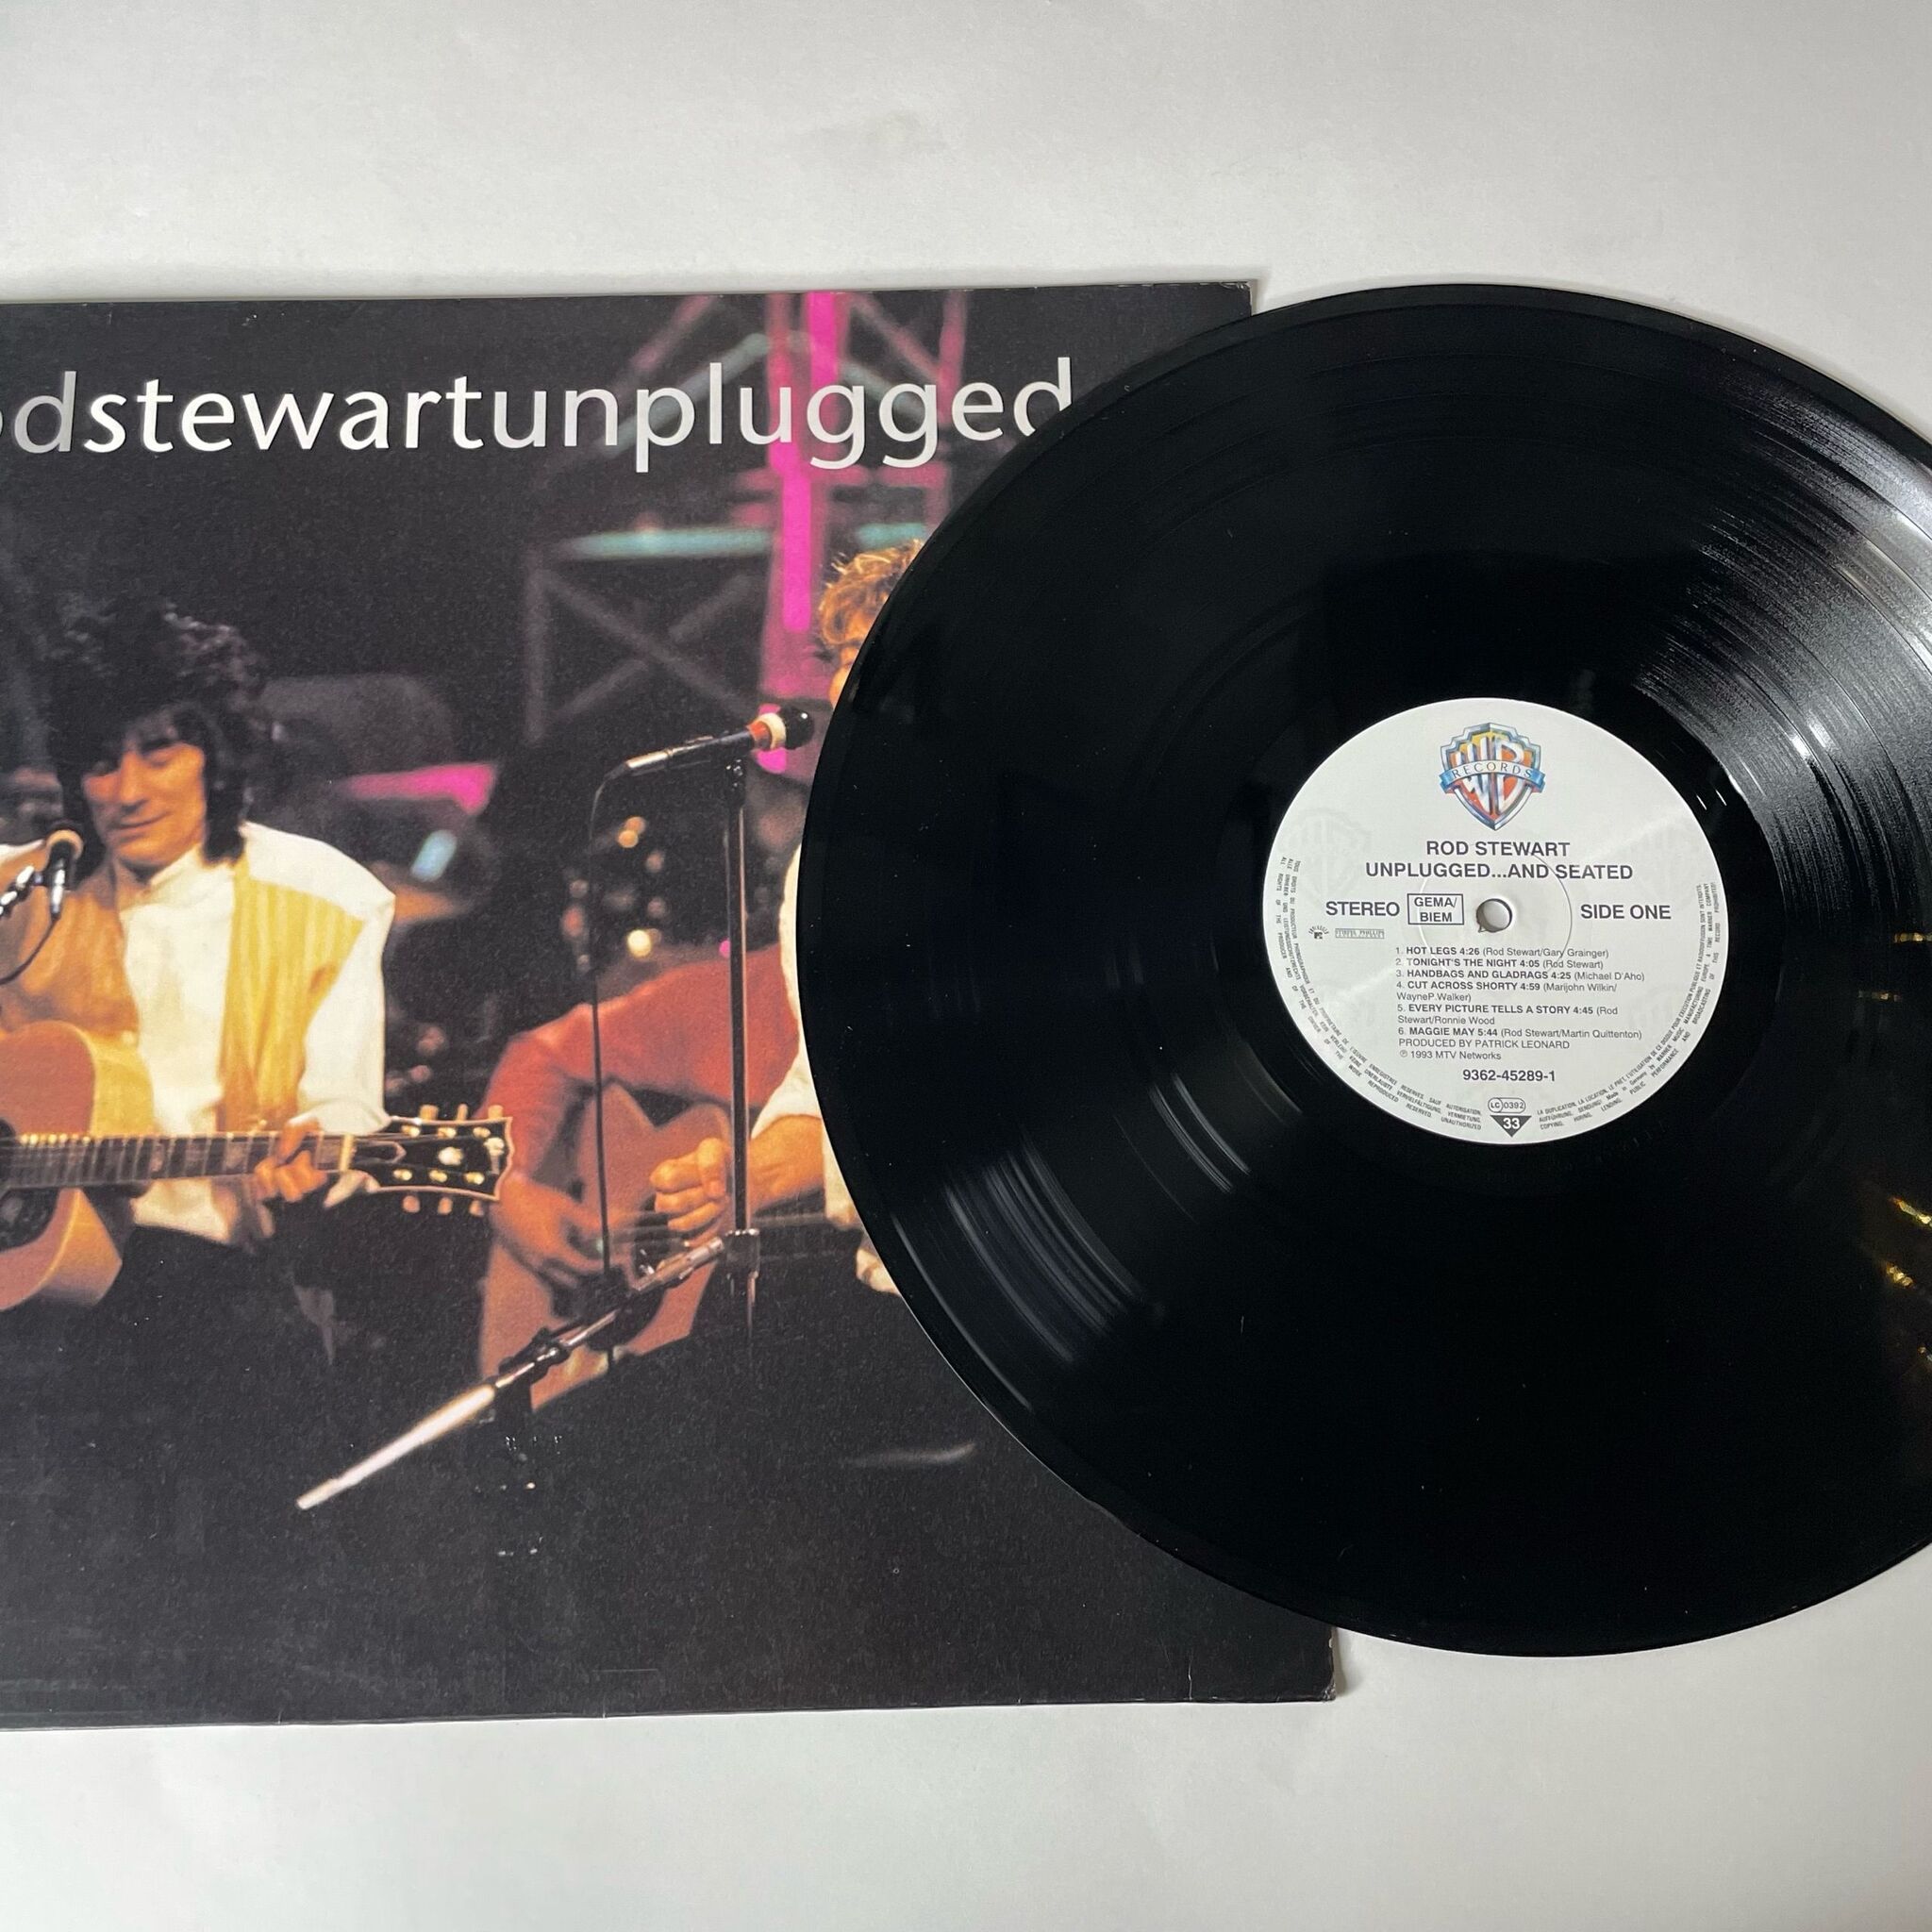 odstewartunplugged
WB
RECORDS
ROD STEWART
UNPLUGGED...AND SEATED
STEREO GEMA/ BIEM SIDE ONE
1. HOT LEGS 4:26 (Rod Stewart/Gary Grainger)
2. TONIGHT'S THE NIGHT 4:05 (Rod Stewart)
3. HANDBAGS AND GLADRAGS 4:25 (Michael D'Aho)
4. CUT ACROSS SHORTY 4:59 (Marijohn Wilkin/
WayneP.Walker)
5. EVERY PICTURE TELLS A STORY 4:45 (Rod
Stewart/Ronnie Wood
6. MAGGIE MAY 5:44 (Rod Stewart/Martin Quittenton)
PRODUCED BY PATRICK LEONARD
℗ 1993 MTV Networks
9362-45289-1
LC 0392
33